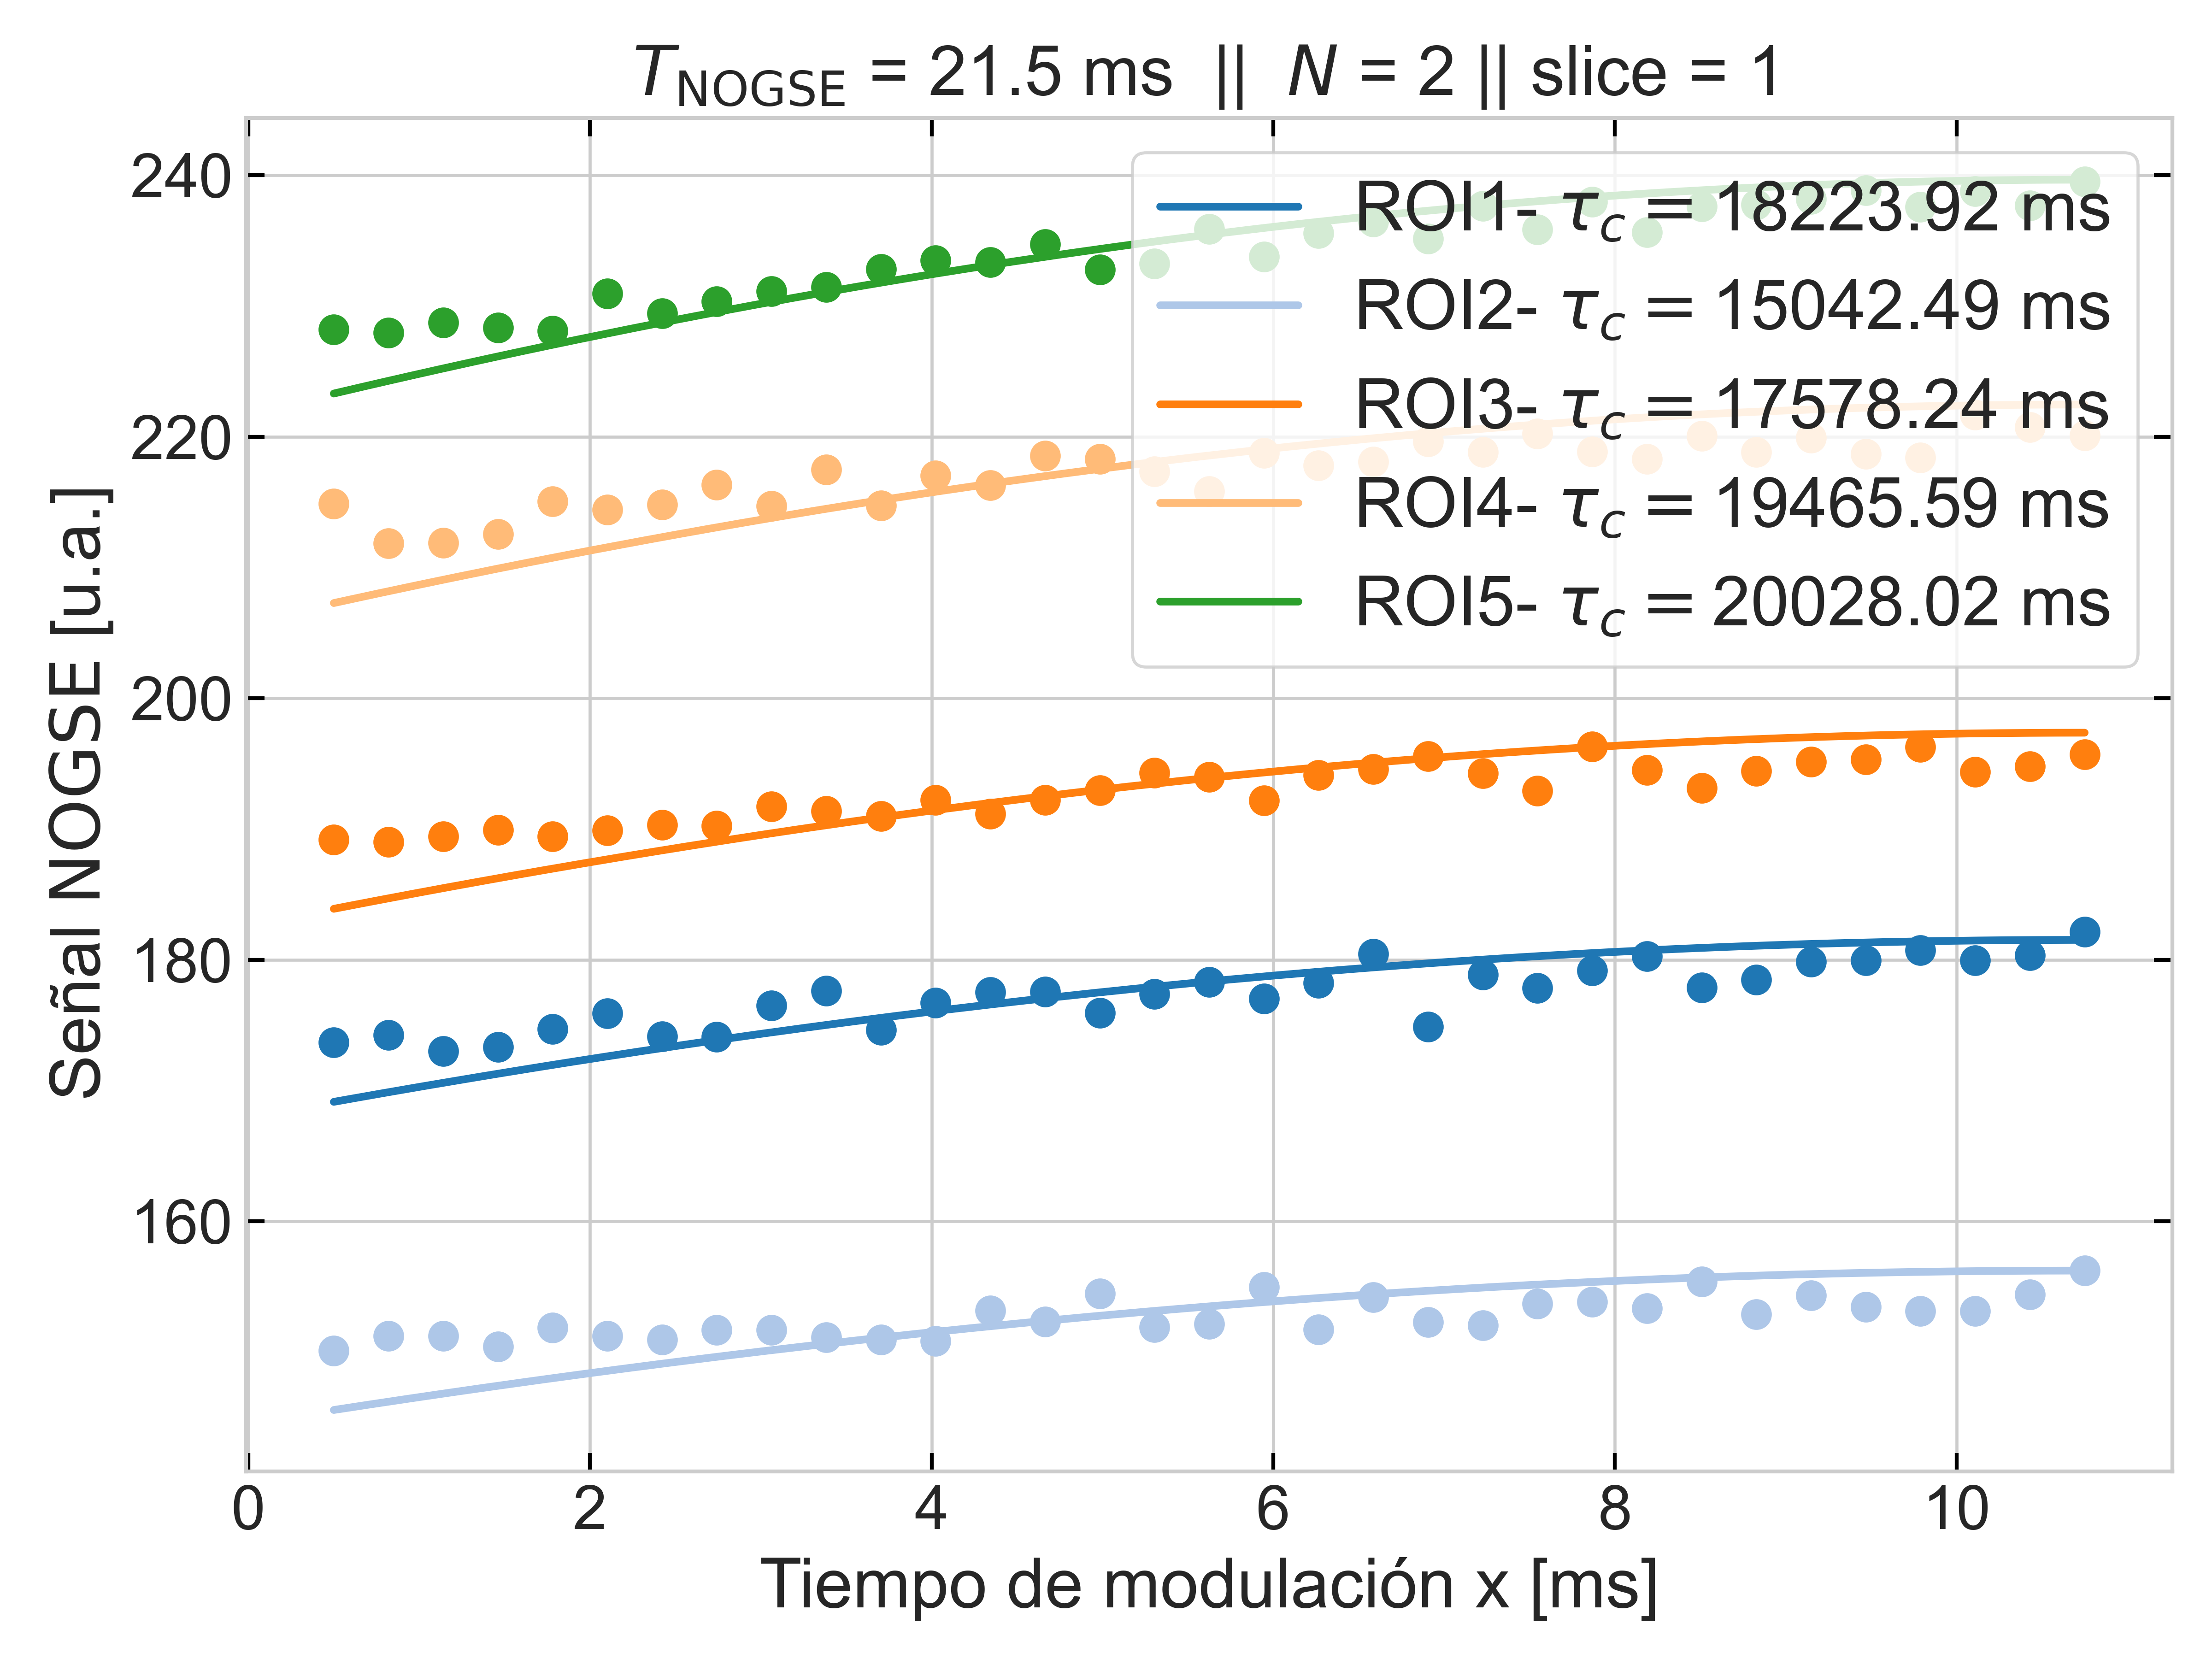 T_NOGSE = 21.5 ms || N = 2 || slice = 1
Señal NOGSE [u.a.]
240
220
200
180
160
ROI1- τ_c = 18223.92 ms
ROI2- τ_c = 15042.49 ms
ROI3- τ_c = 17578.24 ms
ROI4- τ_c = 19465.59 ms
ROI5- τ_c = 20028.02 ms
0 2 4 6 8 10
Tiempo de modulación x [ms]